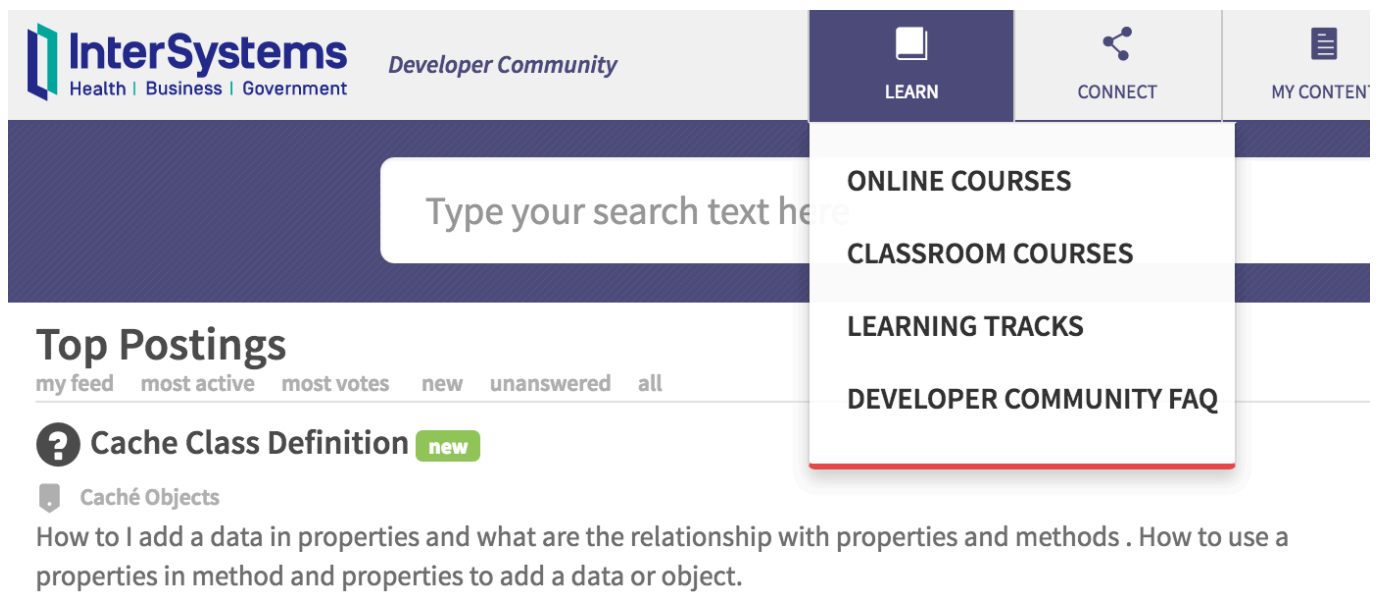 InterSystems
Health | Business | Government
Developer Community
LEARN
CONNECT
MY CONTENT
Type your search text here
ONLINE COURSES
CLASSROOM COURSES
LEARNING TRACKS
DEVELOPER COMMUNITY FAQ
Top Postings
my feed most active most votes new unanswered all
? Cache Class Definition new
Caché Objects
How to I add a data in properties and what are the relationship with properties and methods . How to use a
properties in method and properties to add a data or object.